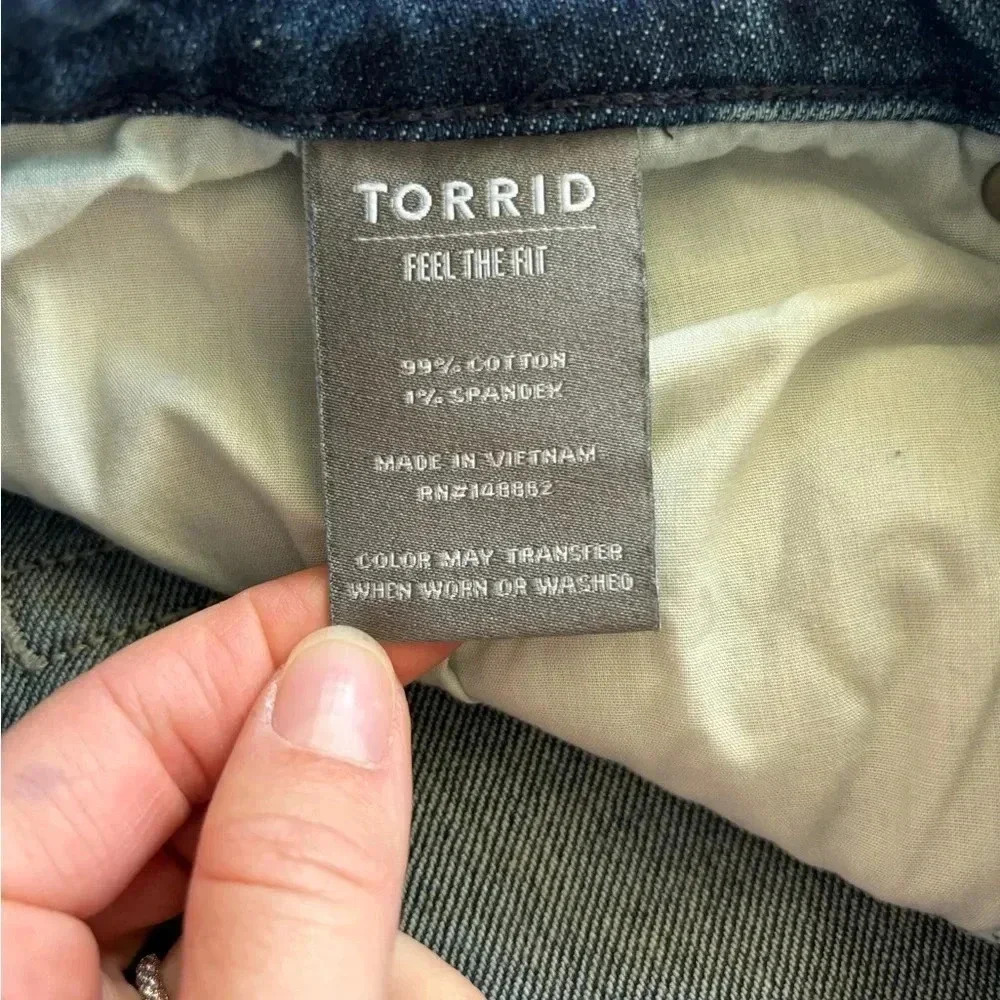 TORRID
FEEL THE FIT
99% COTTON
1% SPANDEX
MADE IN VIETNAM
RN#148862
COLOR MAY TRANSFER
WHEN WORN OR WASHED